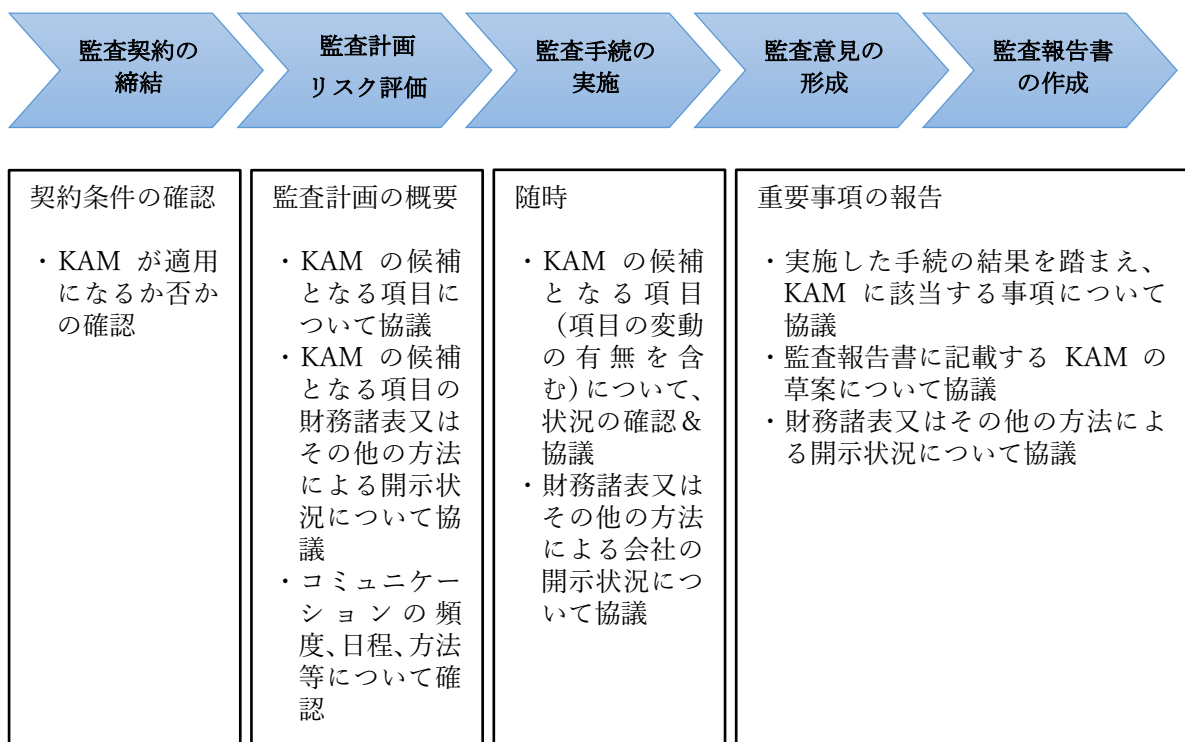 監査契約の
締結
監査計画
リスク評価
監査手続の
実施
監査意見の
形成
監査報告書
の作成
契約条件の確認
・KAM が適用
になるか否か
の確認
監査計画の概要
・KAM の候補
となる項目に
ついて協議
・KAM の候補
となる項目の
財務諸表又は
その他の方法
による開示状
況について協
議
・コミュニケー
ションの頻
度、日程、方法
等について確
認
随時
・KAM の候補
となる項目
（項目の変動
の有無を含
む）について、
状況の確認＆
協議
・財務諸表又は
その他の方法
による会社の
開示状況につ
いて協議
重要事項の報告
・実施した手続の結果を踏まえ、
KAM に該当する事項について
協議
・監査報告書に記載する KAM の
草案について協議
・財務諸表又はその他の方法によ
る開示状況について協議